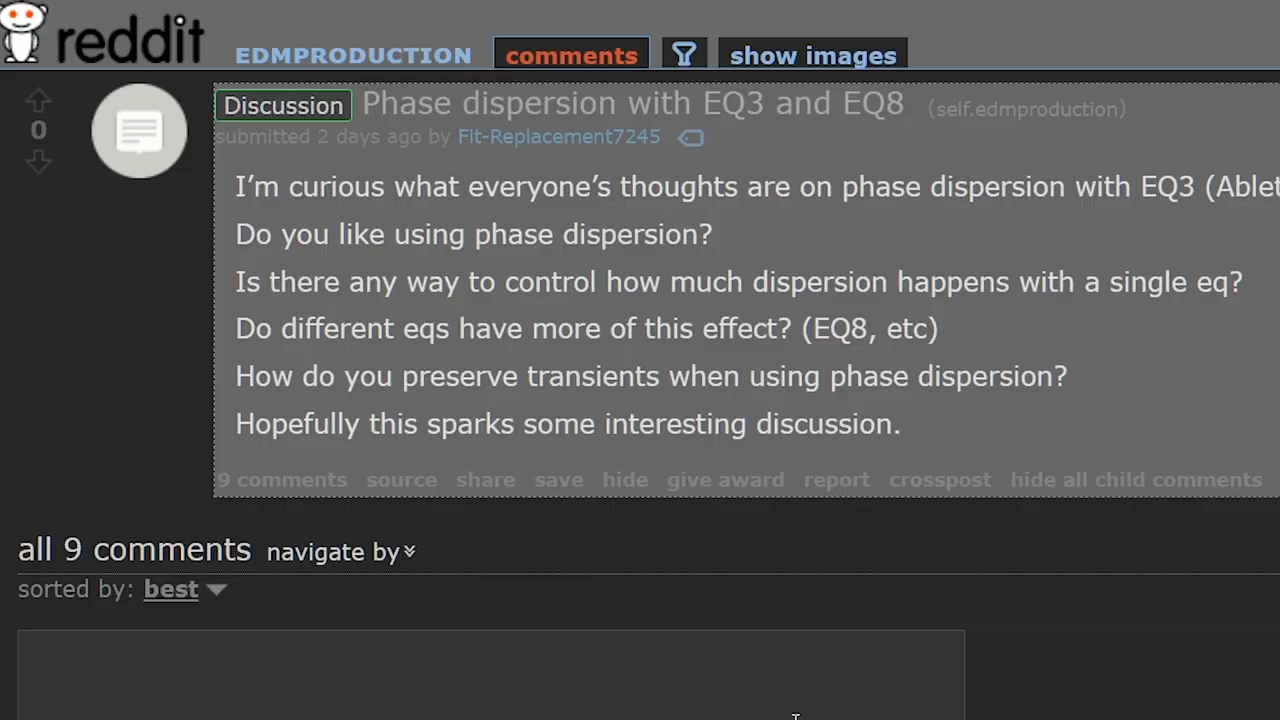 reddit EDMPRODUCTION comments show images
0
Discussion Phase dispersion with EQ3 and EQ8 (self.edmproduction)
submitted 2 days ago by Fit-Replacement7245
I'm curious what everyone's thoughts are on phase dispersion with EQ3 (Ablet
Do you like using phase dispersion?
Is there any way to control how much dispersion happens with a single eq?
Do different eqs have more of this effect? (EQ8, etc)
How do you preserve transients when using phase dispersion?
Hopefully this sparks some interesting discussion.
9 comments source share save hide give award report crosspost hide all child comments
all 9 comments navigate by
sorted by: best